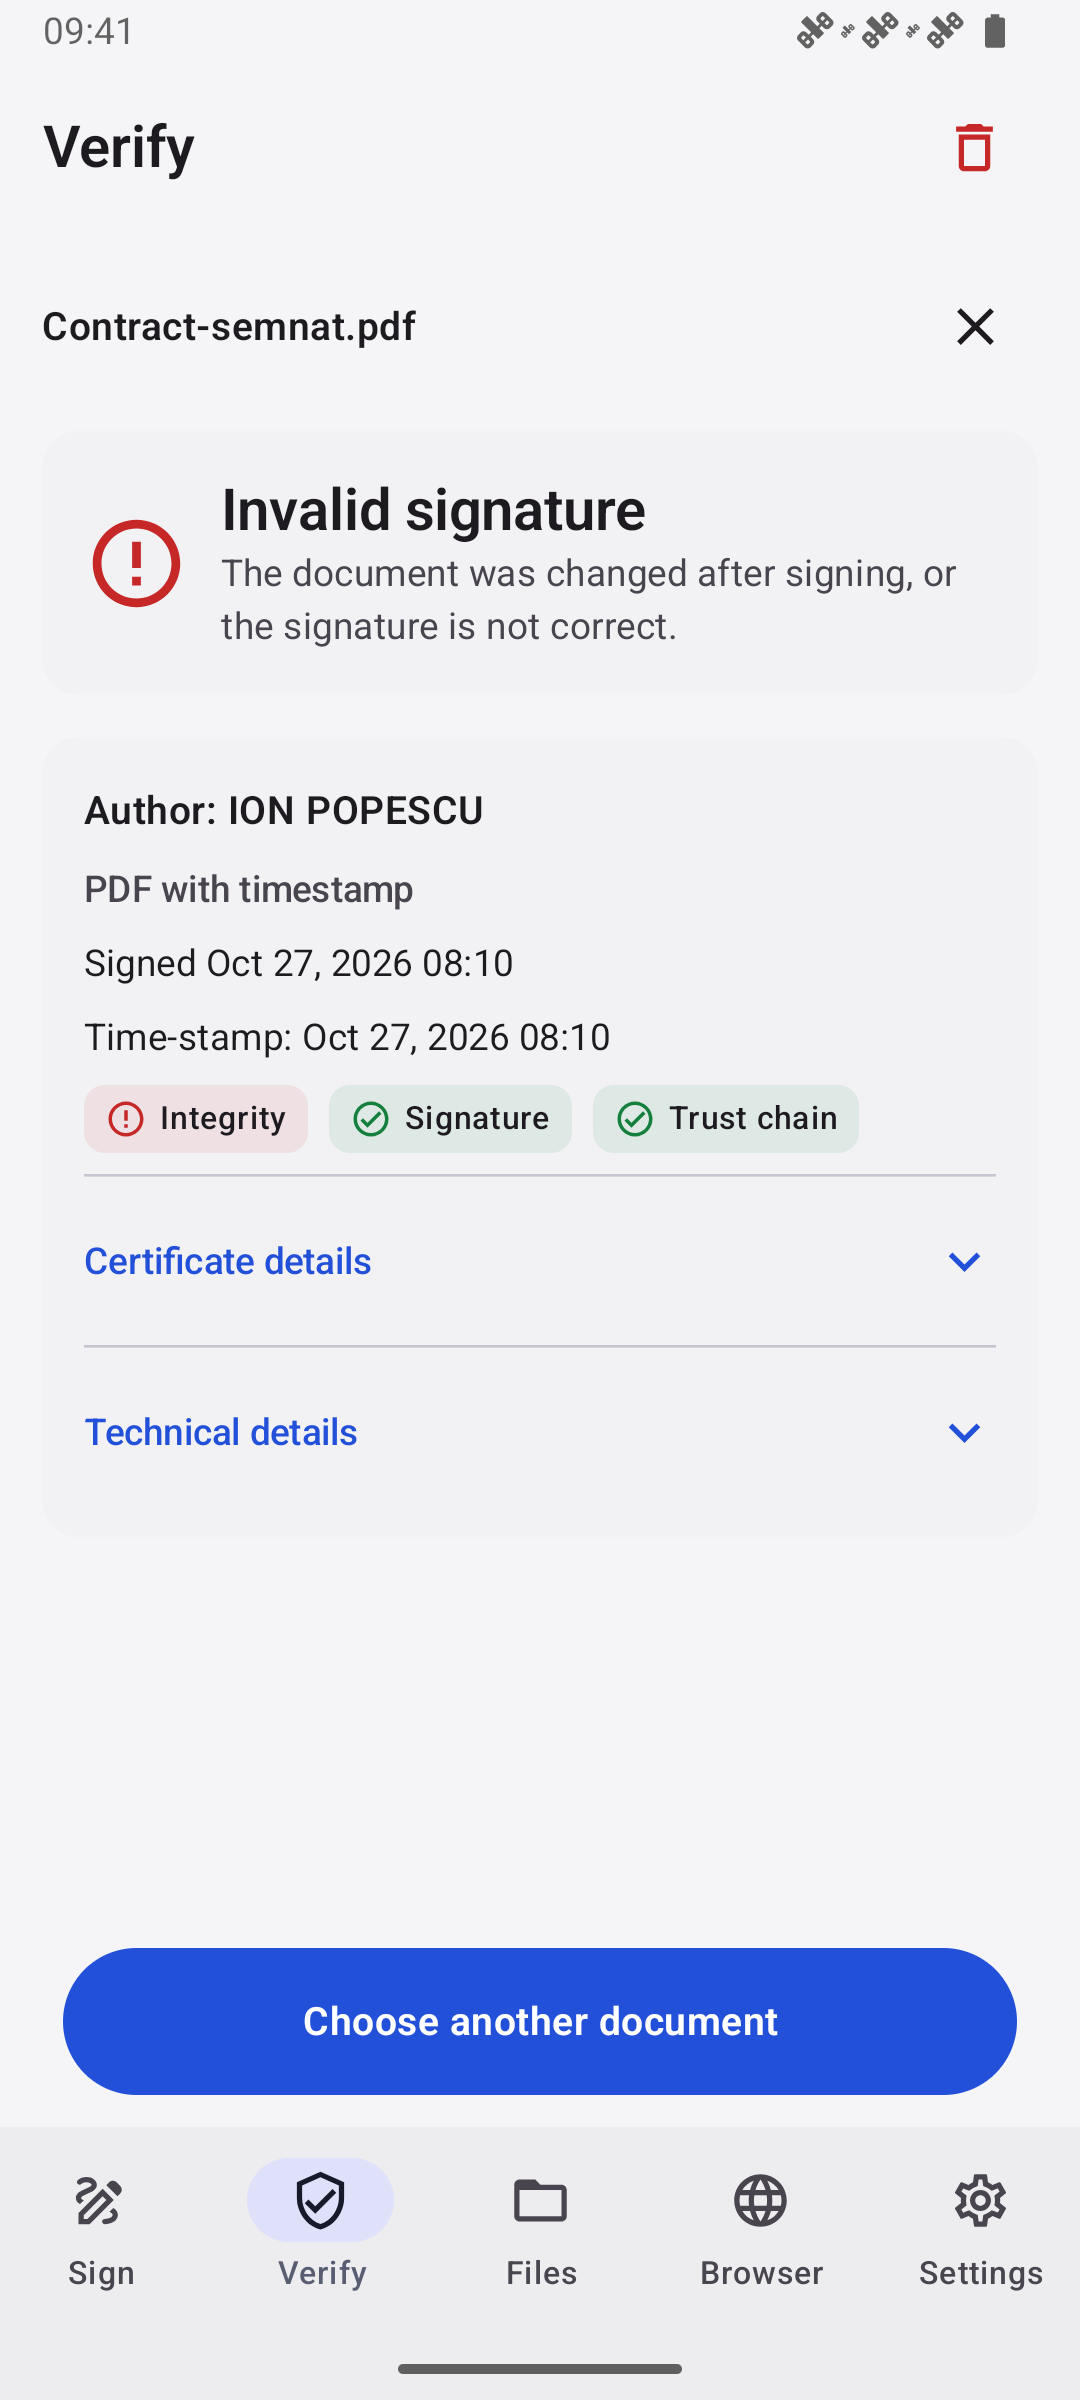 09:41
Verify
Contract-semnat.pdf
Invalid signature
The document was changed after signing, or
the signature is not correct.
Author: ION POPESCU
PDF with timestamp
Signed Oct 27, 2026 08:10
Time-stamp: Oct 27, 2026 08:10
Integrity Signature Trust chain
Certificate details
Technical details
Choose another document
Sign Verify Files Browser Settings